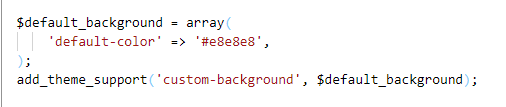 $default_background = array(
'default-color' => '#e8e8e8',
);
add_theme_support('custom-background', $default_background);